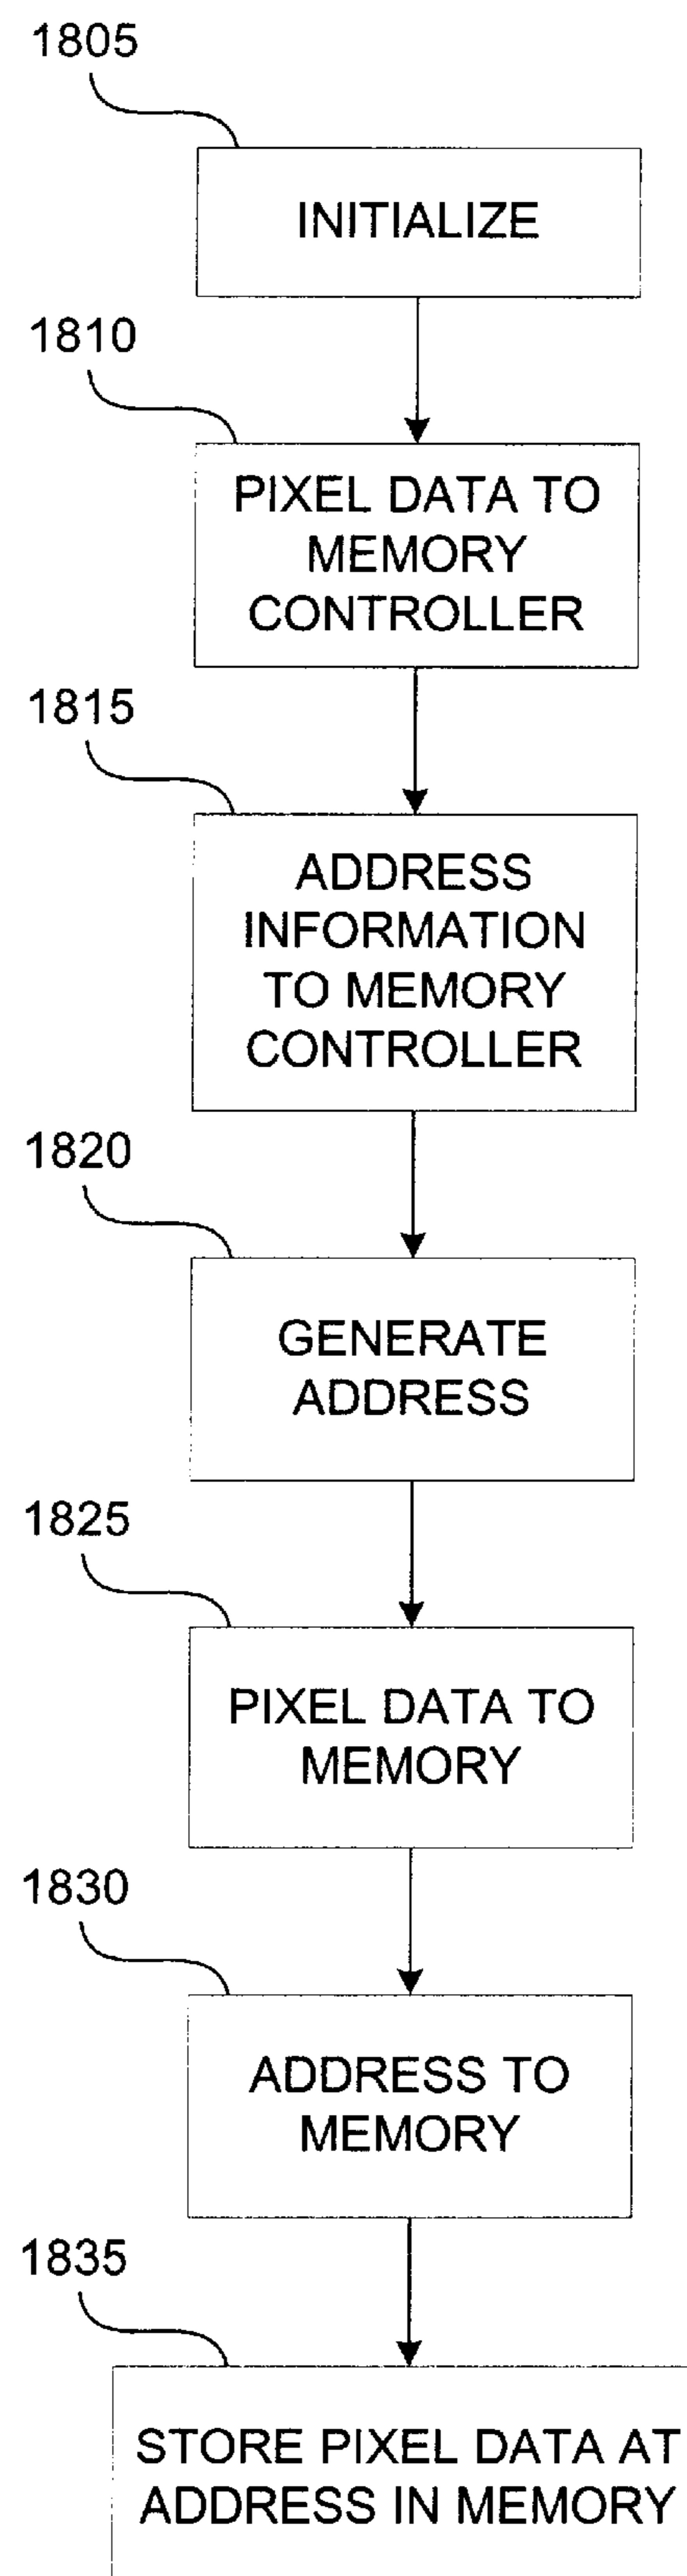 1805
INITIALIZE
1810
PIXEL DATA TO
MEMORY
CONTROLLER
1815
ADDRESS
INFORMATION
TO MEMORY
CONTROLLER
1820
GENERATE
ADDRESS
1825
PIXEL DATA TO
MEMORY
1830
ADDRESS TO
MEMORY
1835
STORE PIXEL DATA AT
ADDRESS IN MEMORY